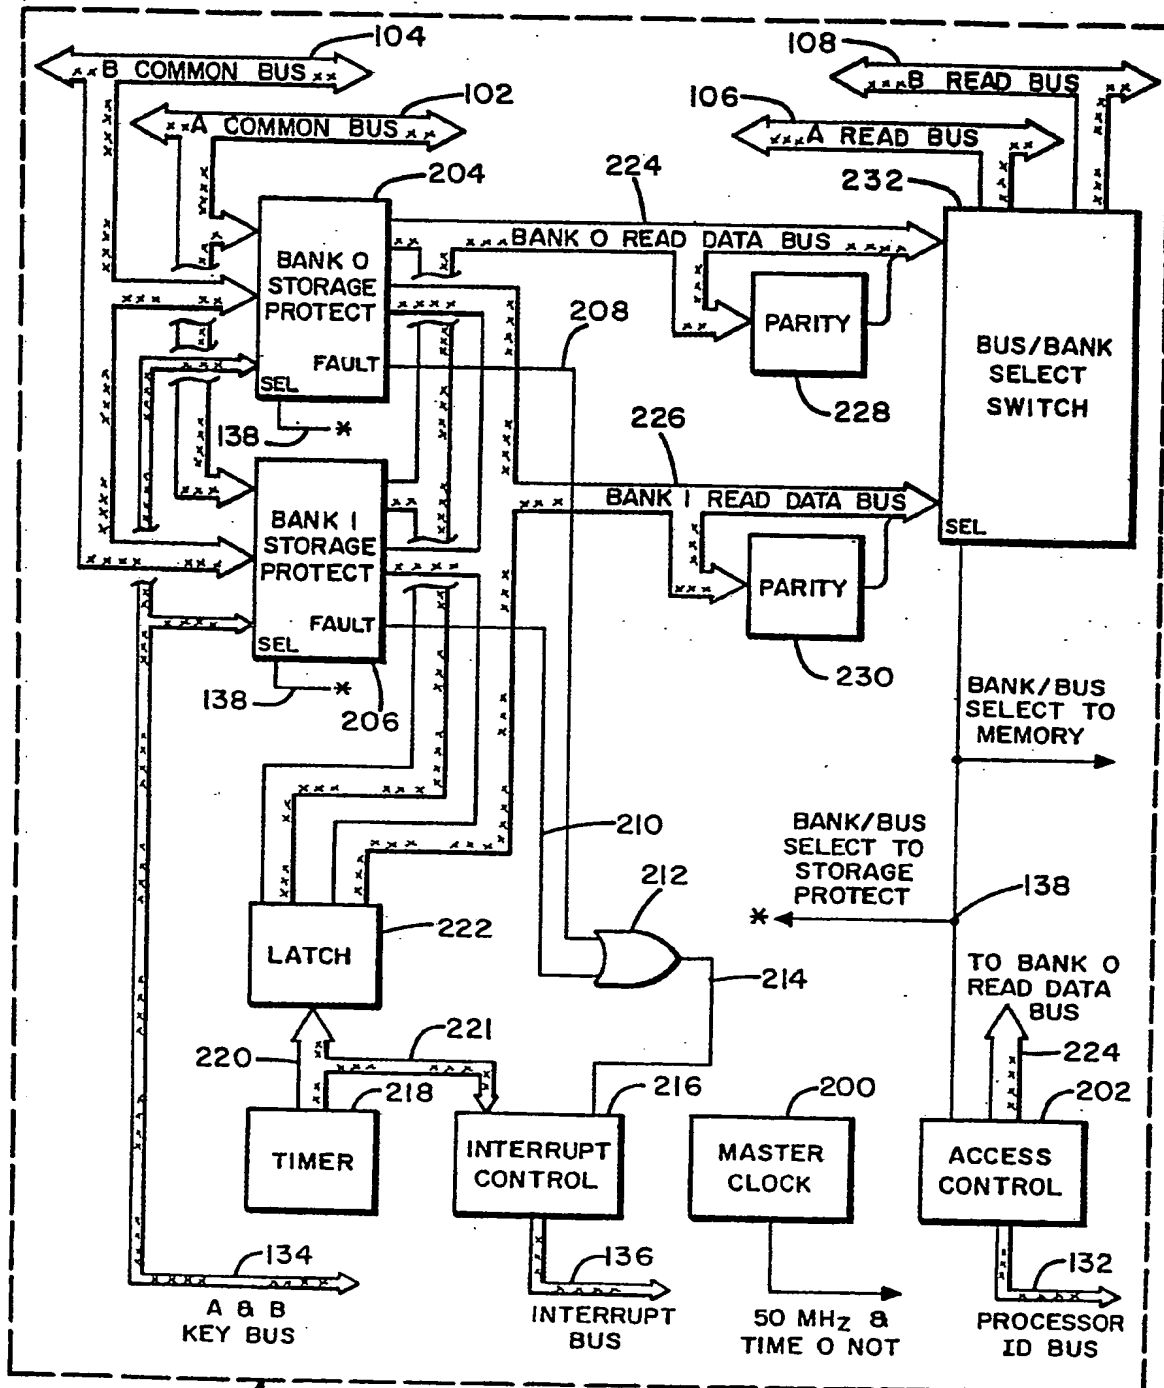 104
B COMMON BUS
108
B READ BUS
102
A COMMON BUS
106
A READ BUS
204
224
232
BANK 0 READ DATA BUS
BANK 0
STORAGE
PROTECT
FAULT
SEL
138
*
208
PARITY
228
BUS/BANK
SELECT
SWITCH
SEL
226
BANK 1 READ DATA BUS
BANK 1
STORAGE
PROTECT
FAULT
SEL
138
*
206
PARITY
230
BANK/BUS
SELECT TO
MEMORY
210
BANK/BUS
SELECT TO
STORAGE
PROTECT
*
138
212
LATCH
222
214
TO BANK 0
READ DATA
BUS
224
220
221
218
TIMER
216
INTERRUPT
CONTROL
200
MASTER
CLOCK
202
ACCESS
CONTROL
134
A & B
KEY BUS
136
INTERRUPT
BUS
50 MHz &
TIME 0 NOT
132
PROCESSOR
ID BUS